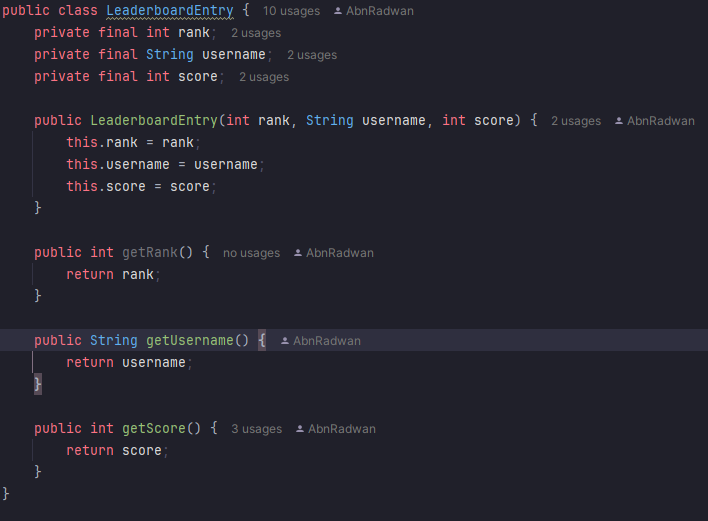 public class LeaderboardEntry { 10 usages AbnRadwan
private final int rank; 2 usages
private final String username; 2 usages
private final int score; 2 usages
public LeaderboardEntry(int rank, String username, int score) { 2 usages AbnRadwan
this.rank = rank;
this.username = username;
this.score = score;
}
public int getRank() { no usages AbnRadwan
return rank;
}
public String getUsername() { AbnRadwan
return username;
}
public int getScore() { 3 usages AbnRadwan
return score;
}
}